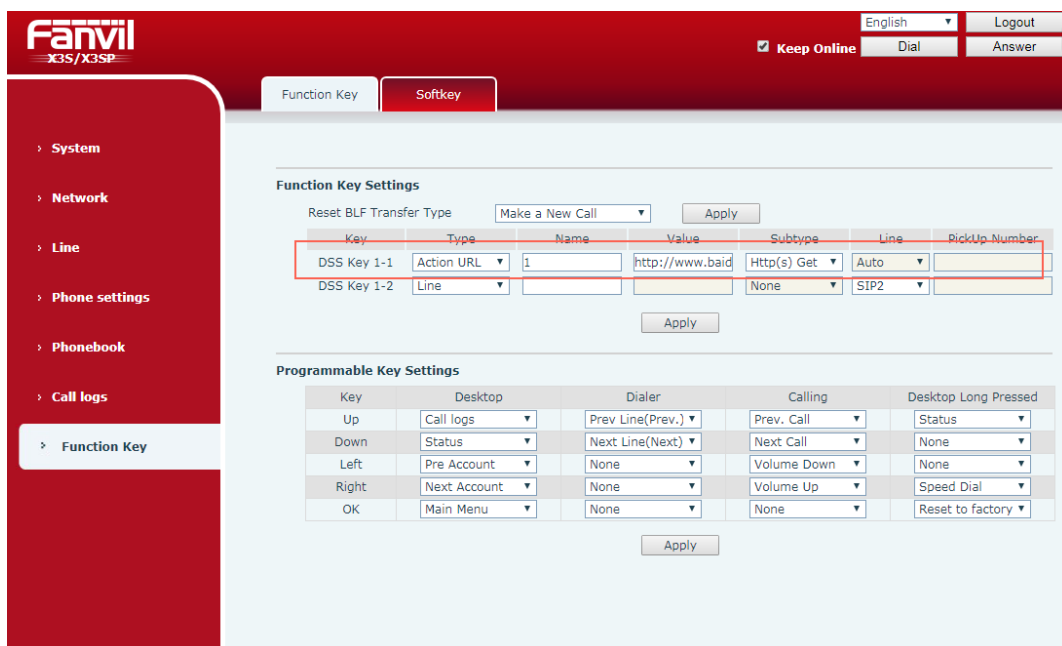 English Logout
Fanvil
X3S/X3SP
Keep Online Dial Answer
Function Key Softkey
System
Network
Line
Phone settings
Phonebook
Call logs
Function Key
Function Key Settings
Reset BLF Transfer Type Make a New Call Apply
Key Type Name Value Subtype Line PickUp Number
DSS Key 1-1 Action URL 1 http://www.baid Http(s) Get Auto
DSS Key 1-2 Line None SIP2
Apply
Programmable Key Settings
Key Desktop Dialer Calling Desktop Long Pressed
Up Call logs Prev Line(Prev.) Prev. Call Status
Down Status Next Line(Next) Next Call None
Left Pre Account None Volume Down None
Right Next Account None Volume Up Speed Dial
OK Main Menu None None Reset to factory
Apply